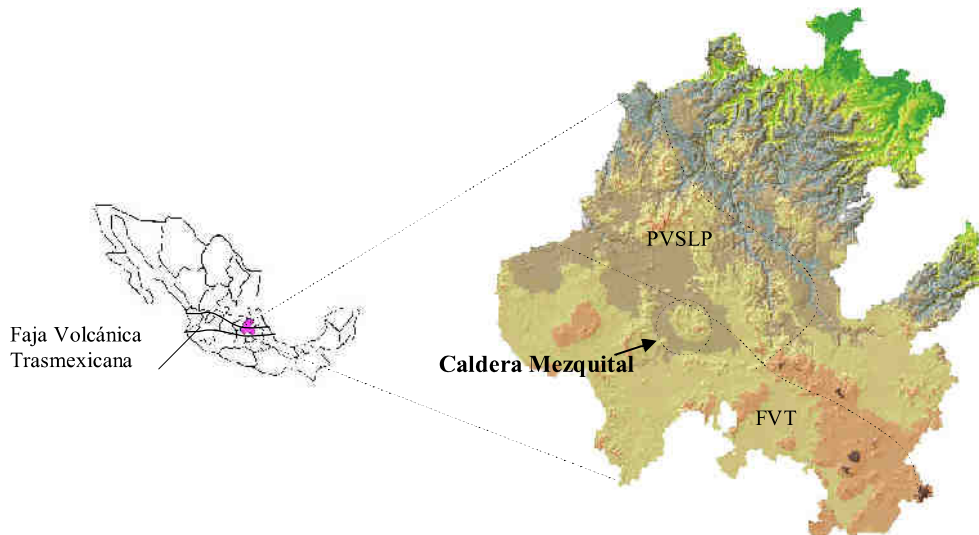 PVSLP
Faja Volcánica
Trasmexicana
Caldera Mezquital
FVT